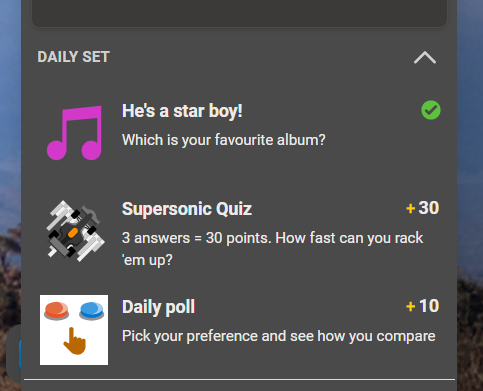 DAILY SET
He's a star boy!
Which is your favourite album?
Supersonic Quiz
+30
3 answers = 30 points. How fast can you rack
'em up?
Daily poll
+10
Pick your preference and see how you compare